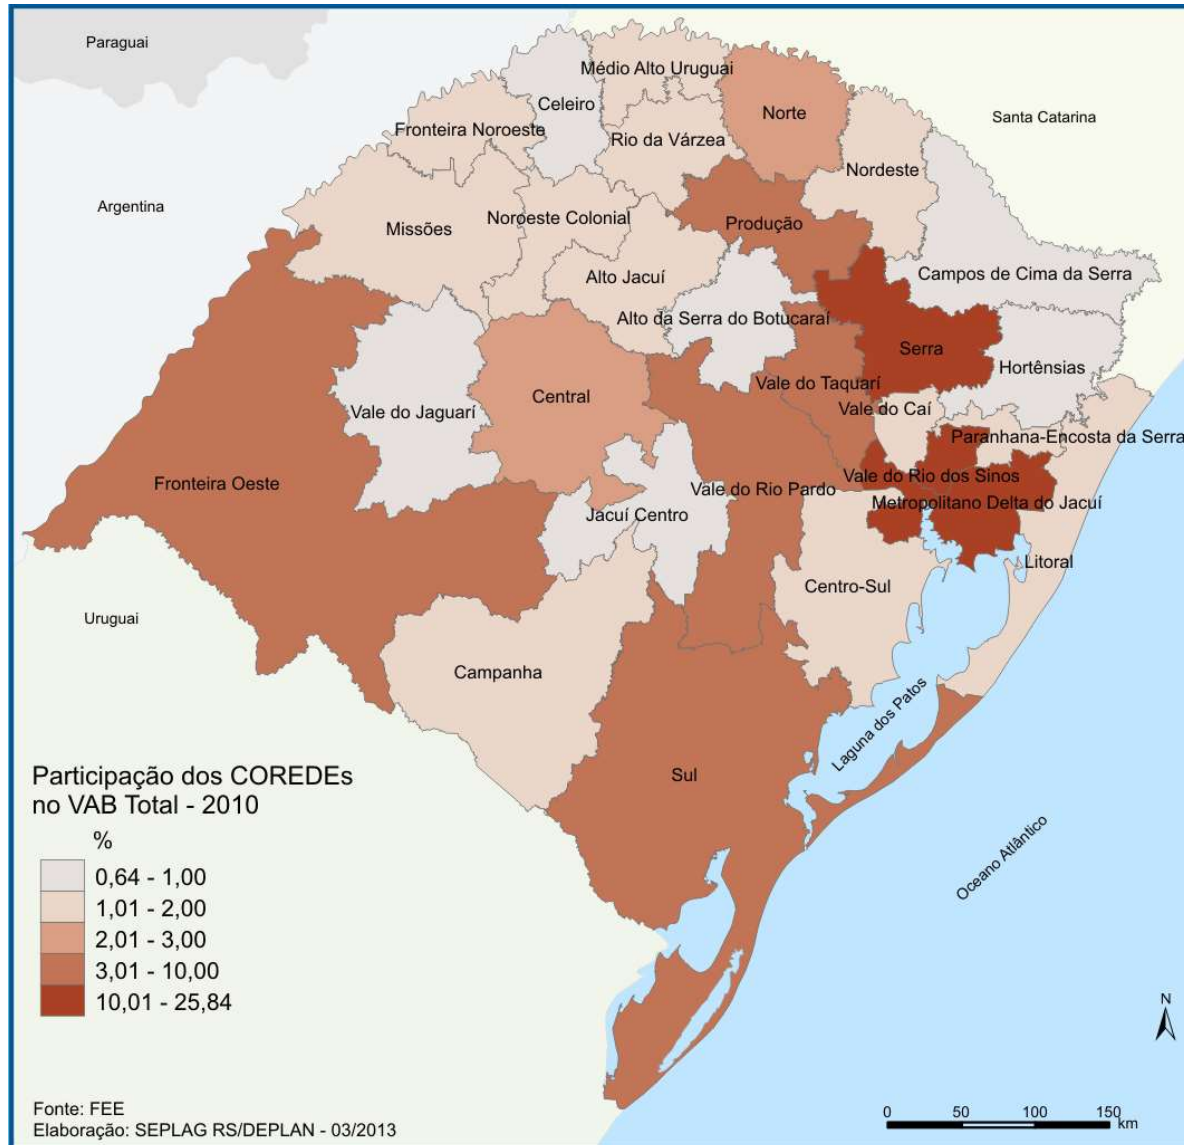 Paraguai
Médio Alto Uruguai
Celeiro
Norte
Santa Catarina
Fronteira Noroeste
Rio da Várzea
Nordeste
Argentina
Missões
Noroeste Colonial
Produção
Alto Jacuí
Campos de Cima da Serra
Alto da Serra do Botucaraí
Serra
Hortênsias
Vale do Taquarí
Central
Vale do Jaguarí
Vale do Caí
Paranhana-Encosta da Serra
Fronteira Oeste
Vale do Rio dos Sinos
Vale do Rio Pardo
Metropolitano Delta do Jacuí
Jacuí Centro
Litoral
Centro-Sul
Uruguai
Campanha
Laguna dos Patos
Sul
Oceano Atlântico
Participação dos COREDEs
no VAB Total - 2010
%
0,64 - 1,00
1,01 - 2,00
2,01 - 3,00
3,01 - 10,00
10,01 - 25,84
N
Fonte: FEE
Elaboração: SEPLAG RS/DEPLAN - 03/2013
0 50 100 150
km